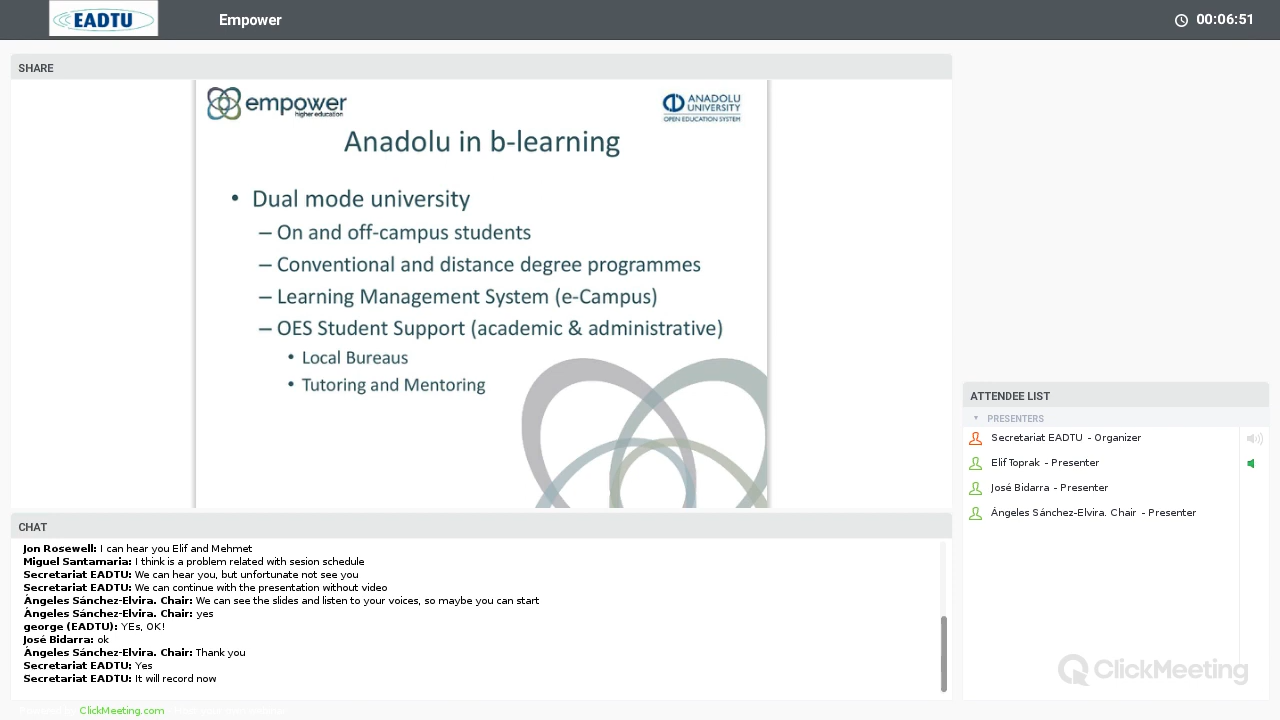 EADTU
Empower
00:06:51
SHARE
empower
higher education
ANADOLU
UNIVERSITY
OPEN EDUCATION SYSTEM
Anadolu in b-learning
• Dual mode university
– On and off-campus students
– Conventional and distance degree programmes
– Learning Management System (e-Campus)
– OES Student Support (academic & administrative)
• Local Bureaus
• Tutoring and Mentoring
CHAT
Jon Rosewell: I can hear you Elif and Mehmet
Miguel Santamaria: I think is a problem related with sesion schedule
Secretariat EADTU: We can hear you, but unfortunate not see you
Secretariat EADTU: We can continue with the presentation without video
Ángeles Sánchez-Elvira. Chair: We can see the slides and listen to your voices, so maybe you can start
Ángeles Sánchez-Elvira. Chair: yes
george (EADTU): YEs, OK!
José Bidarra: ok
Ángeles Sánchez-Elvira. Chair: Thank you
Secretariat EADTU: Yes
Secretariat EADTU: It will record now
ATTENDEE LIST
PRESENTERS
Secretariat EADTU - Organizer
Elif Toprak - Presenter
José Bidarra - Presenter
Ángeles Sánchez-Elvira. Chair - Presenter
ClickMeeting
ClickMeeting.com